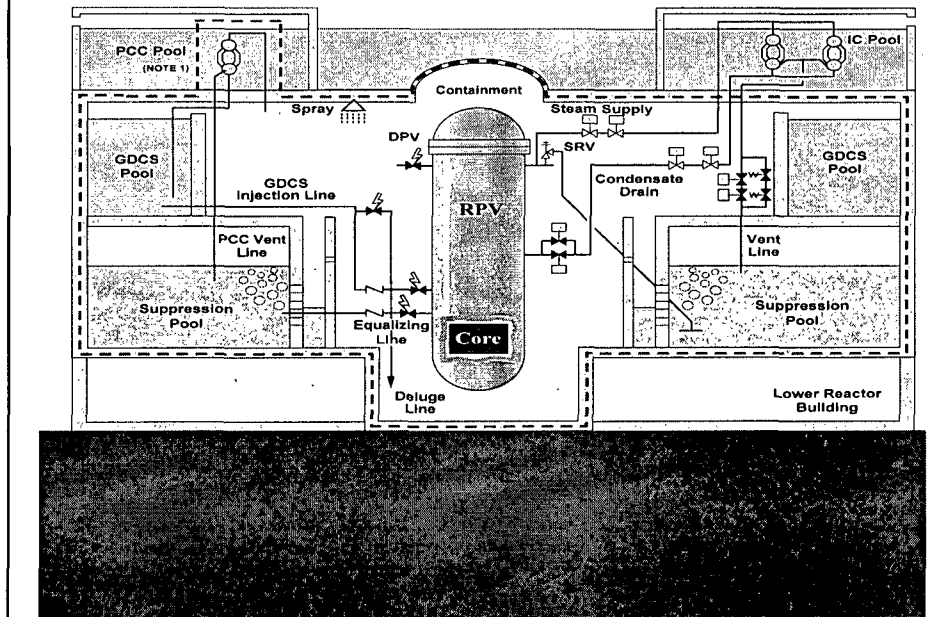 PCC Pool
(NOTE 1)
IC Pool
Containment
Spray
Steam Supply
DPV
SRV
GDCS
Pool
GDCS
Injection Line
Condensate
Drain
GDCS
Pool
RPV
PCC Vent
Line
Vent
Line
Suppression
Pool
Suppression
Pool
Equalizing
Line
Core
Deluge
Line
Lower Reactor
Building